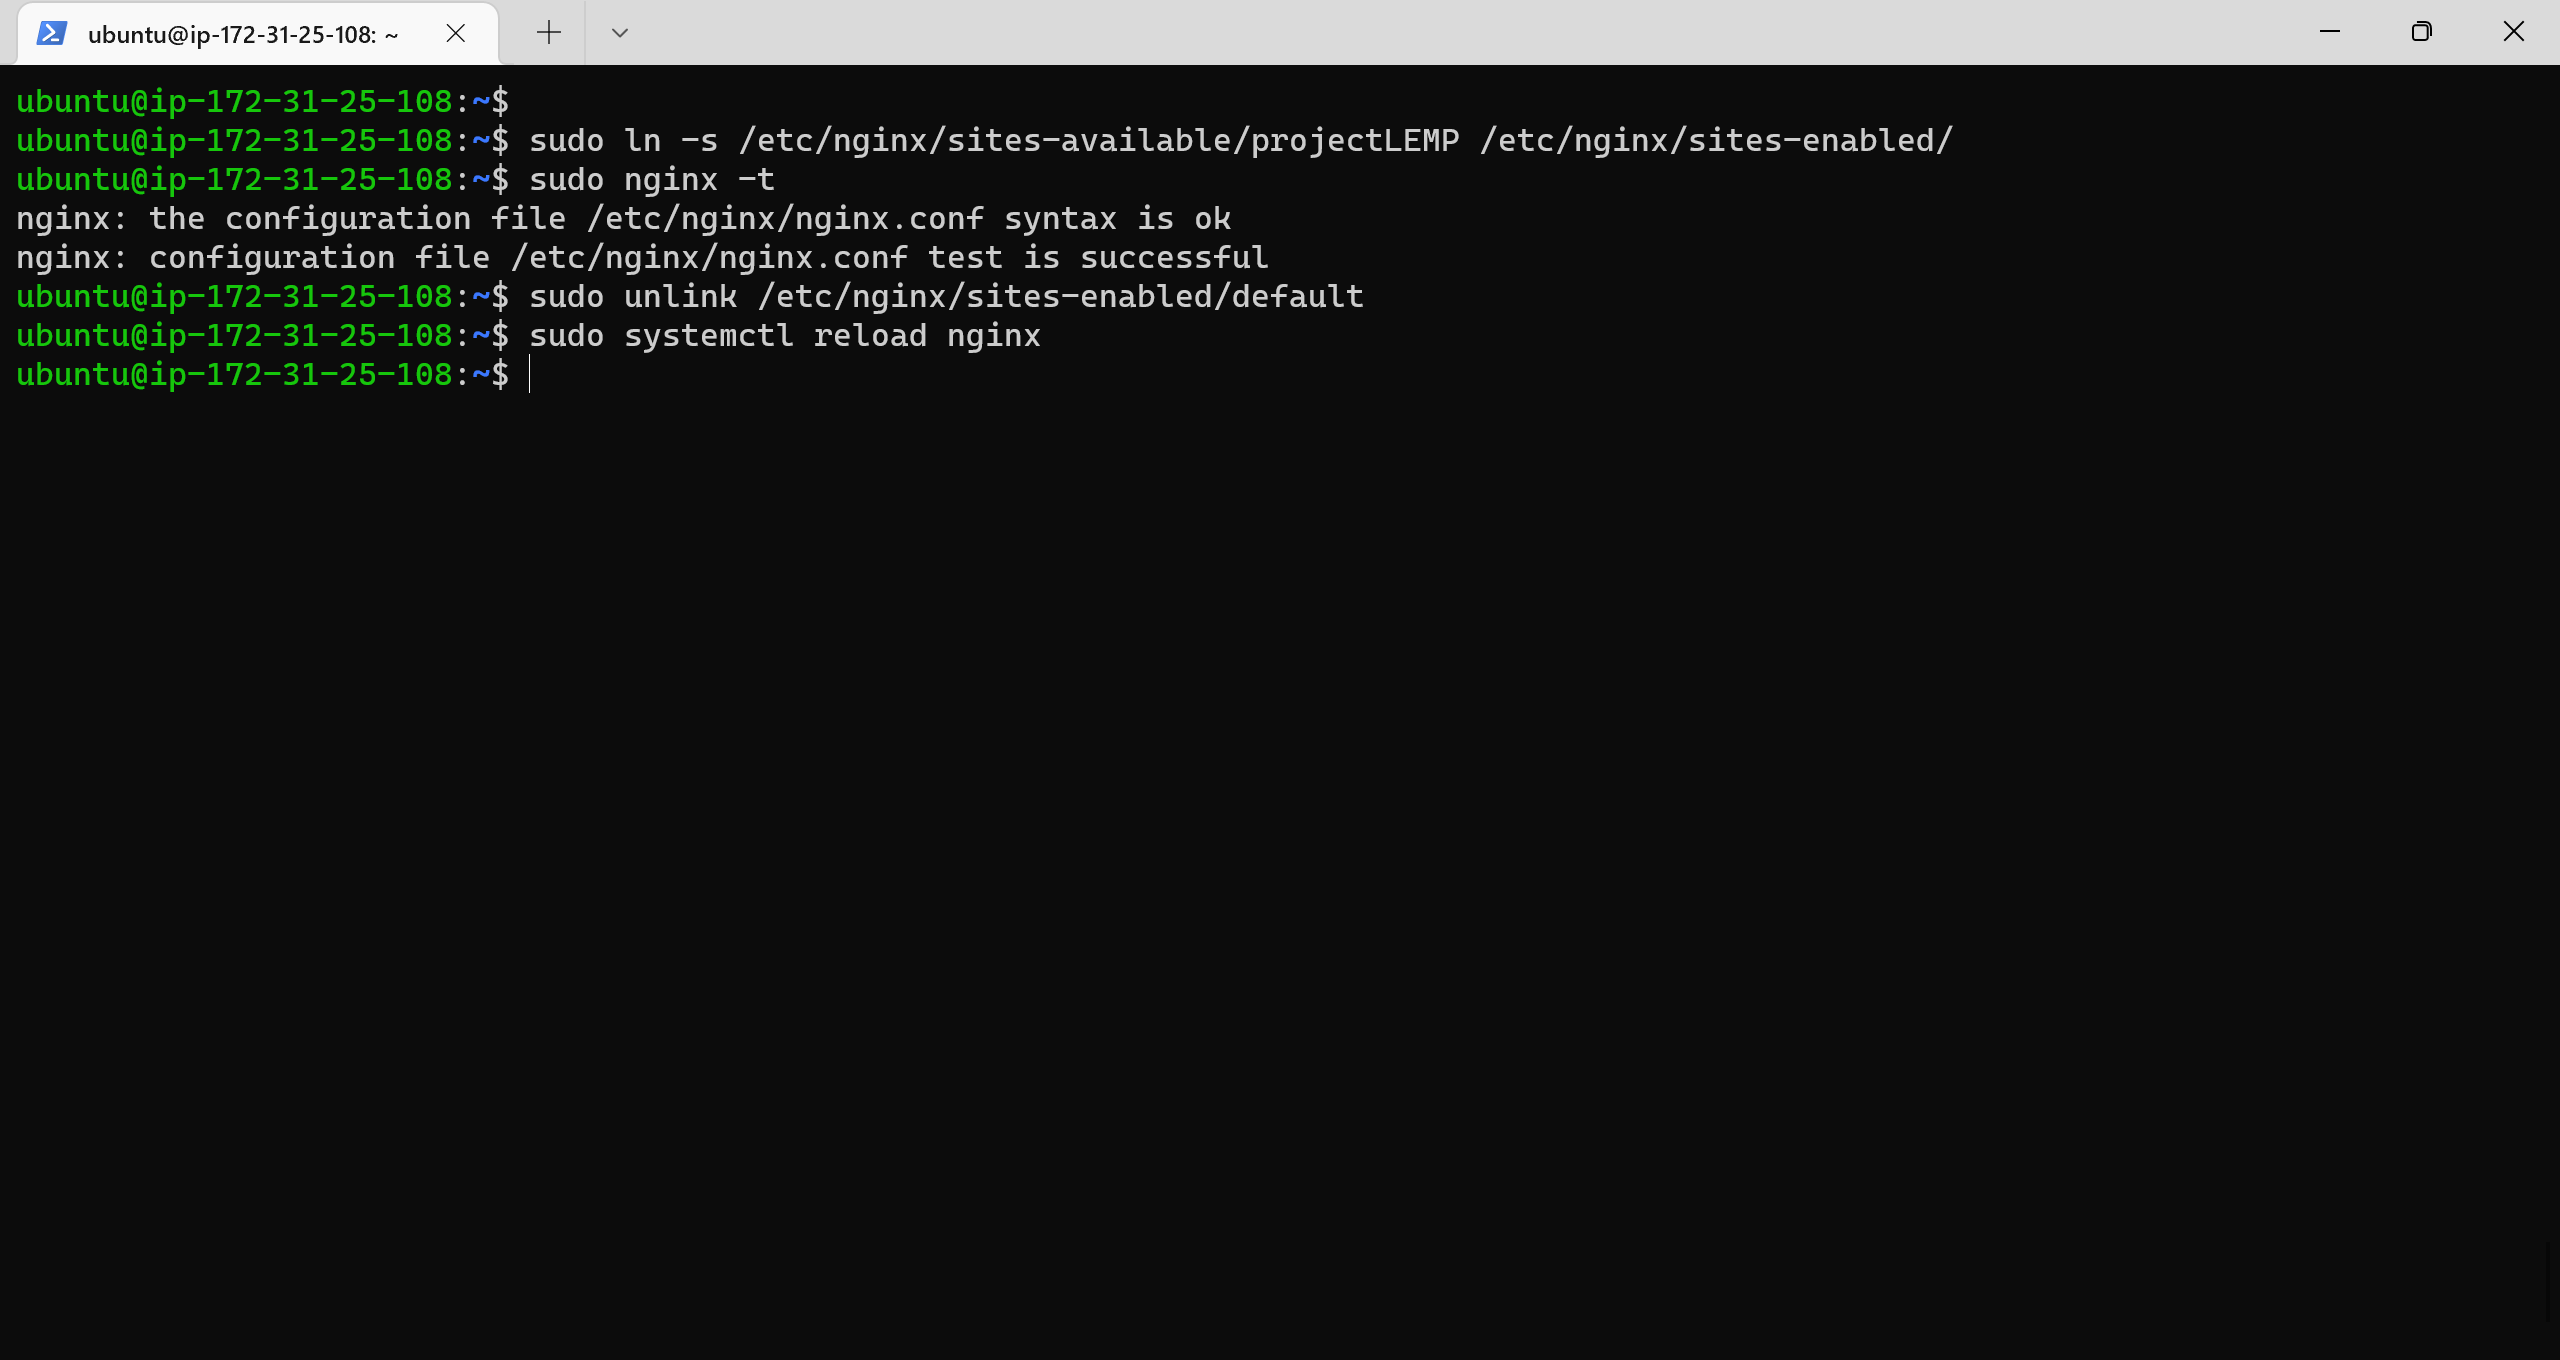 ubuntu@ip-172-31-25-108: ~
ubuntu@ip-172-31-25-108:~$
ubuntu@ip-172-31-25-108:~$ sudo ln -s /etc/nginx/sites-available/projectLEMP /etc/nginx/sites-enabled/
ubuntu@ip-172-31-25-108:~$ sudo nginx -t
nginx: the configuration file /etc/nginx/nginx.conf syntax is ok
nginx: configuration file /etc/nginx/nginx.conf test is successful
ubuntu@ip-172-31-25-108:~$ sudo unlink /etc/nginx/sites-enabled/default
ubuntu@ip-172-31-25-108:~$ sudo systemctl reload nginx
ubuntu@ip-172-31-25-108:~$